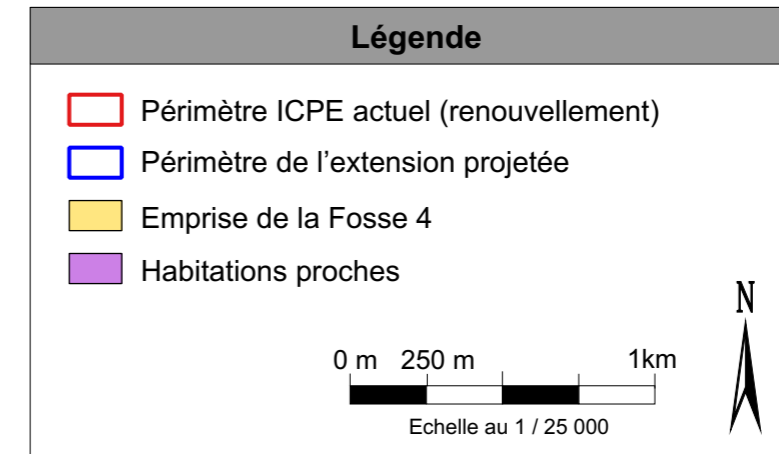 Légende
Périmètre ICPE actuel (renouvellement)
Périmètre de l'extension projetée
Emprise de la Fosse 4
Habitations proches
N
0 m 250 m 1km
Echelle au 1 / 25 000